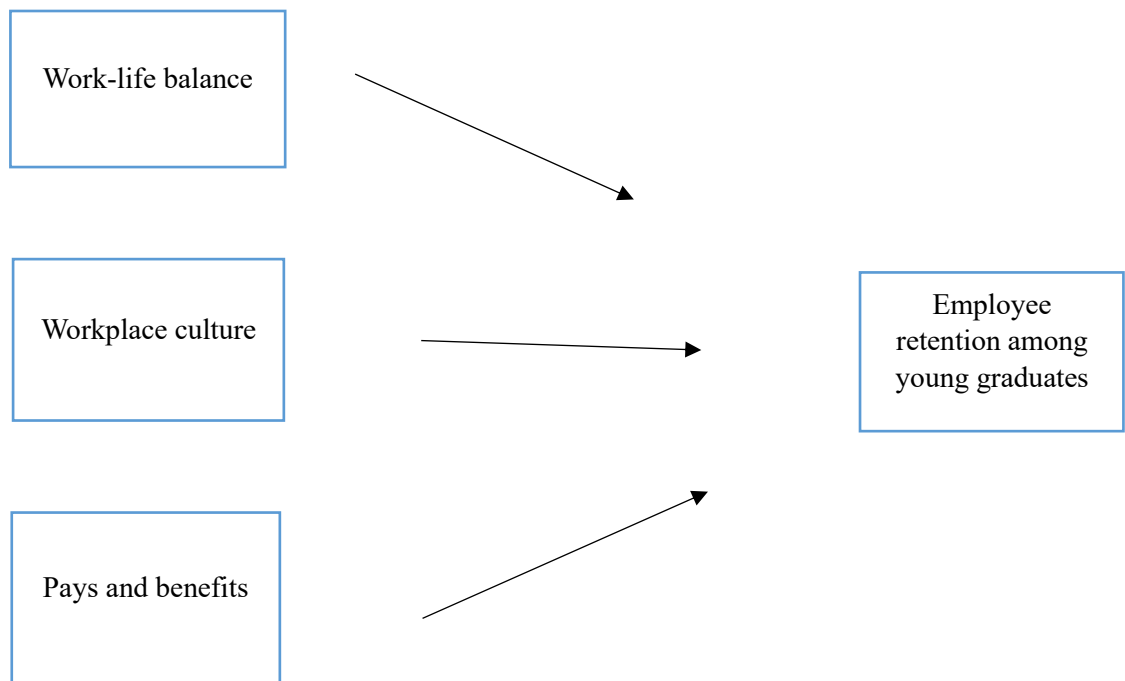 Work-life balance
Workplace culture
Employee
retention among
young graduates
Pays and benefits